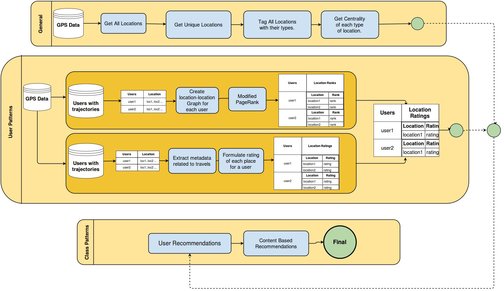 General
GPS Data
Get All Locations
Get Unique Locations
Tag All Locations
with their types.
Get Centrality
of each type
of location.
User Patterns
GPS Data
Users with
trajectories
Users Location
user1 loc1, loc2...
user2 loc1, loc2...
Create
location-location
Graph for
each user
Modified
PageRank
Users Location Ranks
user1
Location Rank
location1 rank
location2 rank
user2
Location Rank
location1 rank
location2 rank
Users with
trajectories
Users Location
user1 loc1, loc2...
user2 loc1, loc2...
Extract metadata
related to travels
Formulate rating
of each place
for a user
Users Location Ratings
user1
Location Rating
location1 rating
location2 rating
user2
Location Rating
location1 rating
location2 rating
Users Location
Ratings
user1
Location Ratin
location1 rating
user2
Location Ratin
location1 rating
Class Patterns
User Recommendations
Content Based
Recommendations
Final